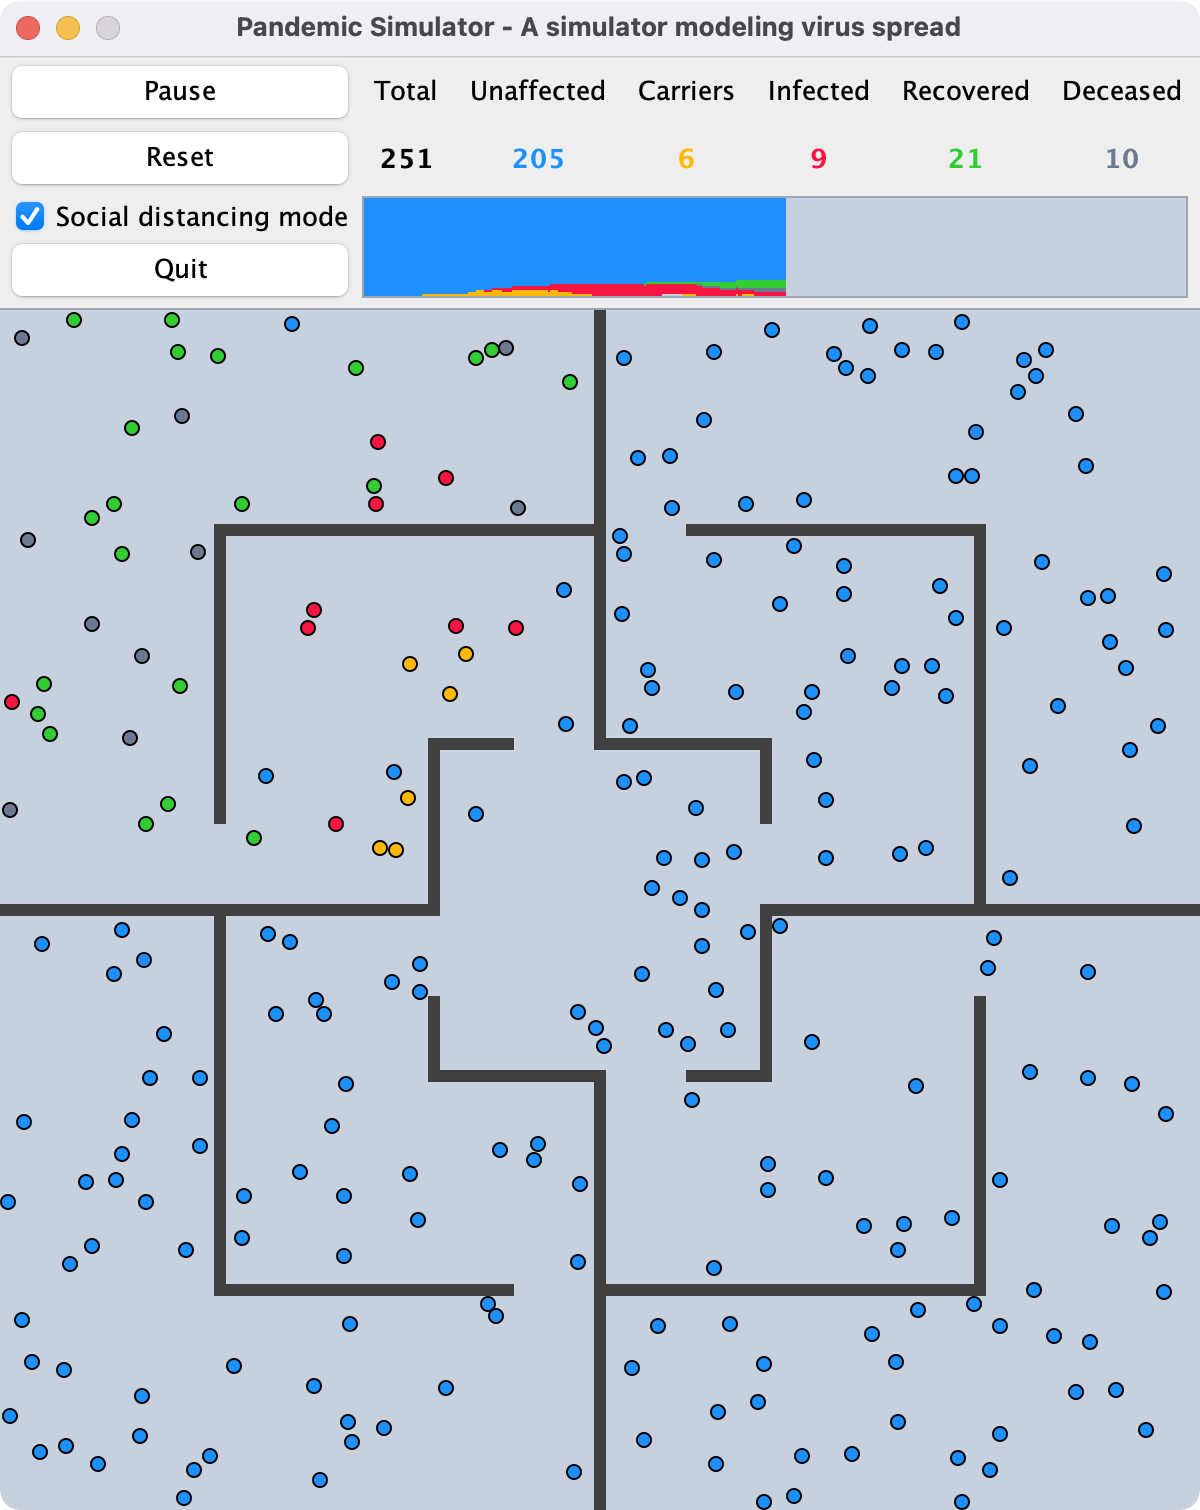 Pandemic Simulator - A simulator modeling virus spread
Pause
Total Unaffected Carriers Infected Recovered Deceased
Reset
251 205 6 9 21 10
Social distancing mode
Quit